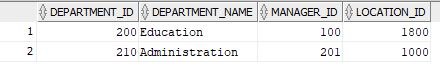 DEPARTMENT_ID DEPARTMENT_NAME MANAGER_ID LOCATION_ID
1 200 Education 100 1800
2 210 Administration 201 1000